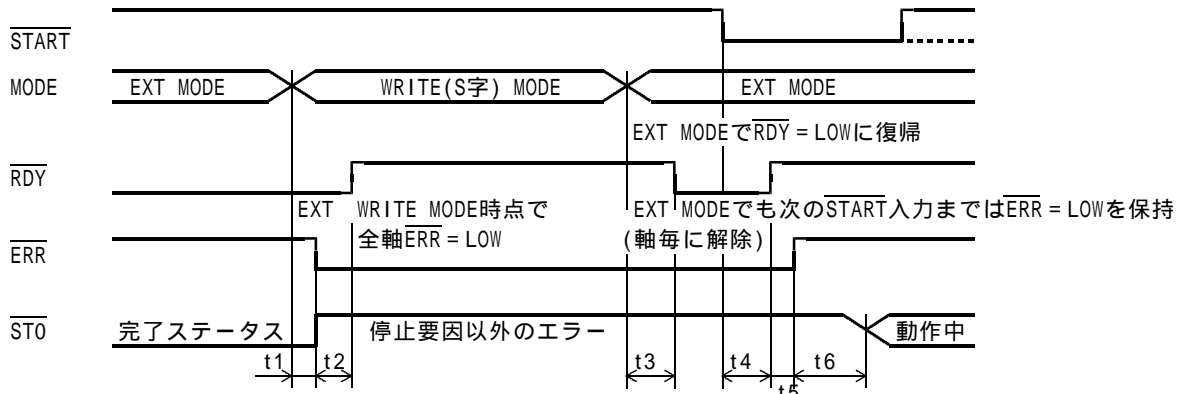 START
MODE EXT MODE WRITE(S字) MODE EXT MODE
EXT MODEでRDY = LOWに復帰
RDY
EXT WRITE MODE時点で
全軸ERR = LOW
EXT MODEでも次のSTART入力まではERR = LOWを保持
(軸毎に解除)
ERR
STO 完了ステータス 停止要因以外のエラー 動作中
t1 t2 t3 t4 t6
t5